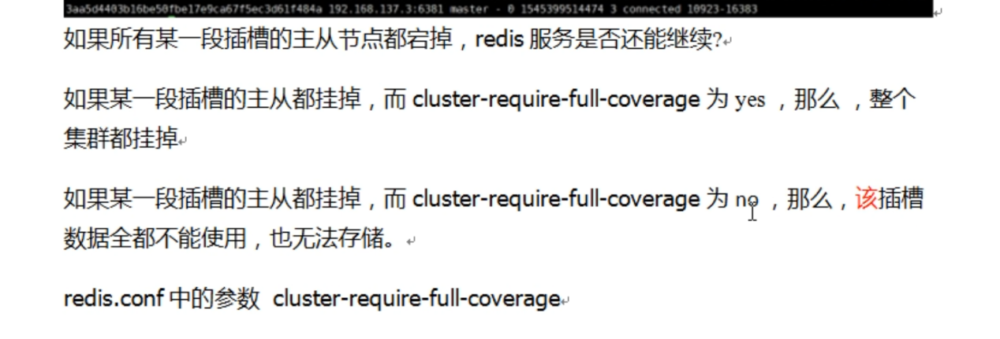 3aa5d4403b16be50fbe17e9ca67f5ec3d61f484a 192.168.137.3:6381 master - 0 1545399514474 3 connected 10923-16383
如果所有某一段插槽的主从节点都宕掉，redis 服务是否还能继续?
如果某一段插槽的主从都挂掉，而 cluster-require-full-coverage 为 yes ，那么 ，整个
集群都挂掉
如果某一段插槽的主从都挂掉，而 cluster-require-full-coverage 为 no ，那么，该插槽
数据全都不能使用，也无法存储。
redis.conf 中的参数 cluster-require-full-coverage